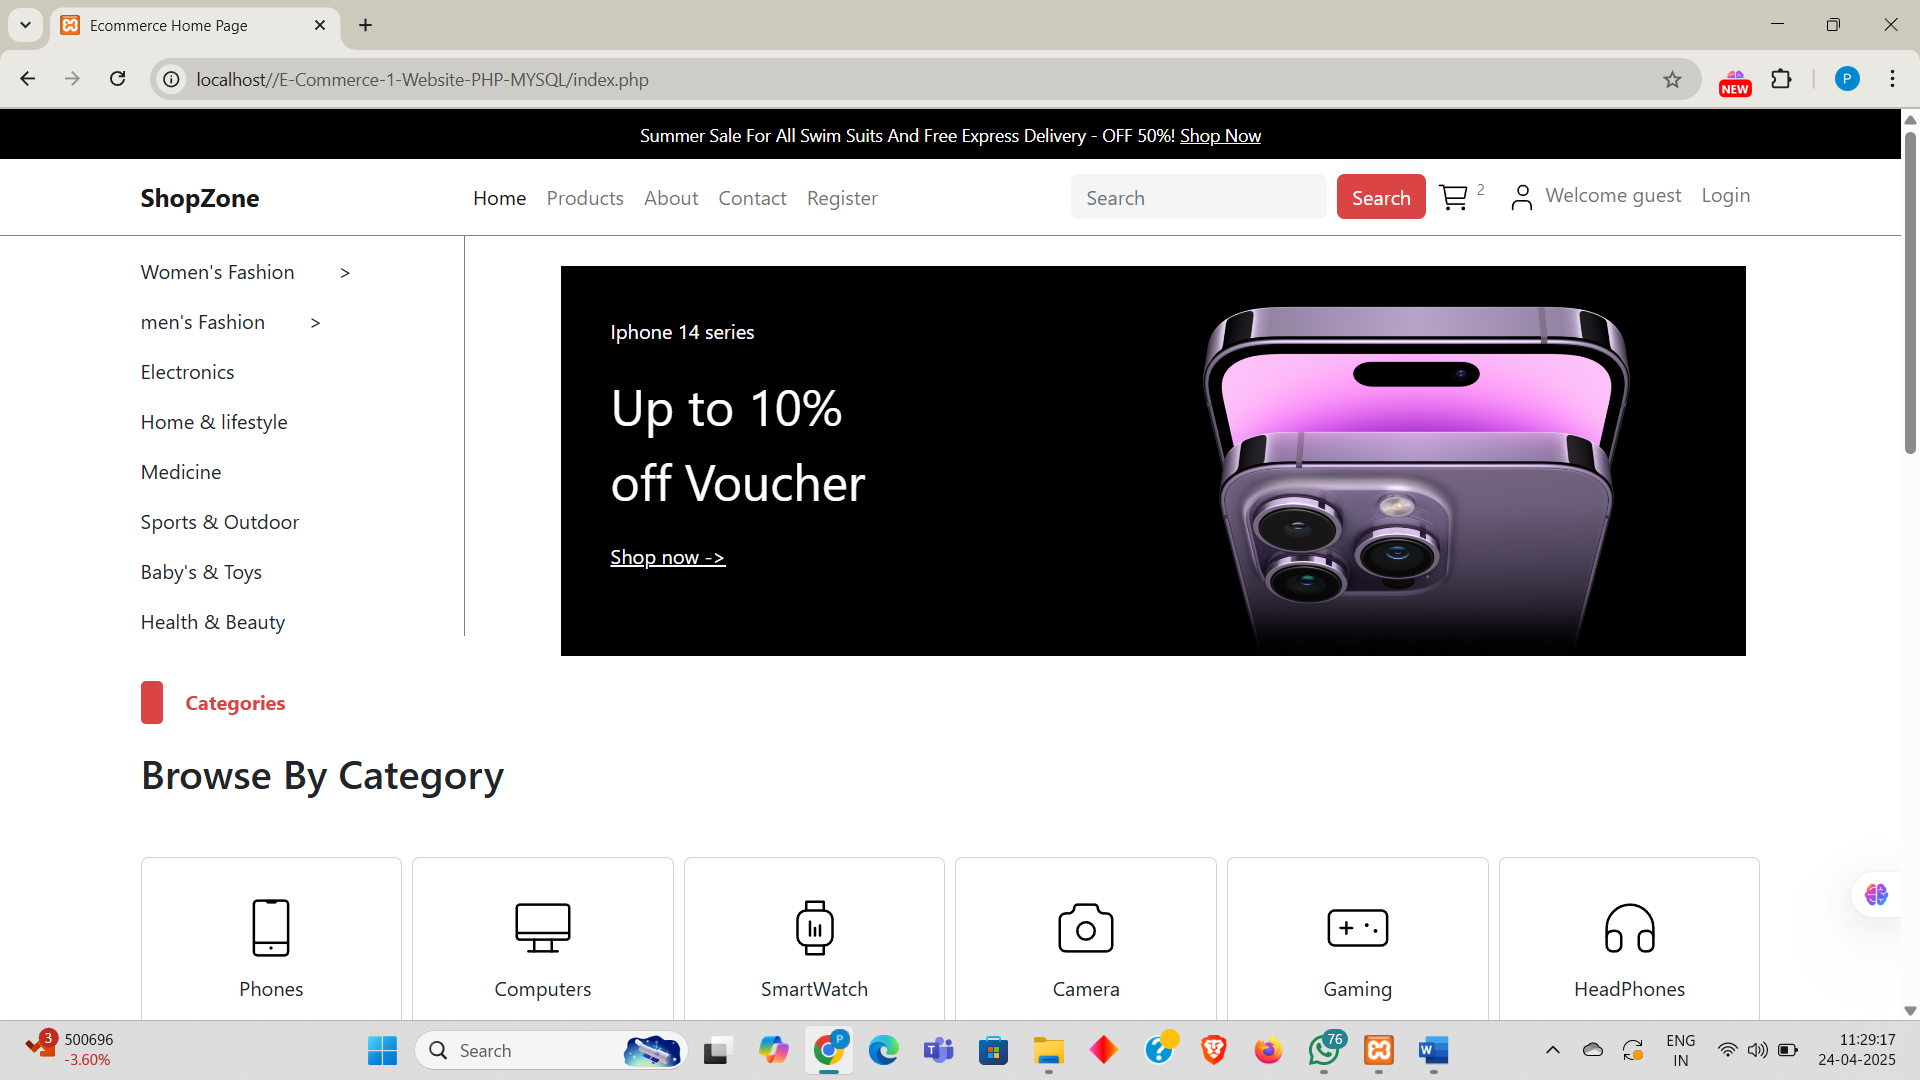 Ecommerce Home Page
localhost//E-Commerce-1-Website-PHP-MYSQL/index.php
NEW
P
Summer Sale For All Swim Suits And Free Express Delivery - OFF 50%! Shop Now
ShopZone
Home Products About Contact Register
Search
Search
2
Welcome guest Login
Women's Fashion >
men's Fashion >
Electronics
Home & lifestyle
Medicine
Sports & Outdoor
Baby's & Toys
Health & Beauty
Iphone 14 series
Up to 10%
off Voucher
Shop now ->
Categories
Browse By Category
Phones
Computers
SmartWatch
Camera
Gaming
HeadPhones
3
500696
-3.60%
Search
P
76
ENG
IN
11:29:17
24-04-2025